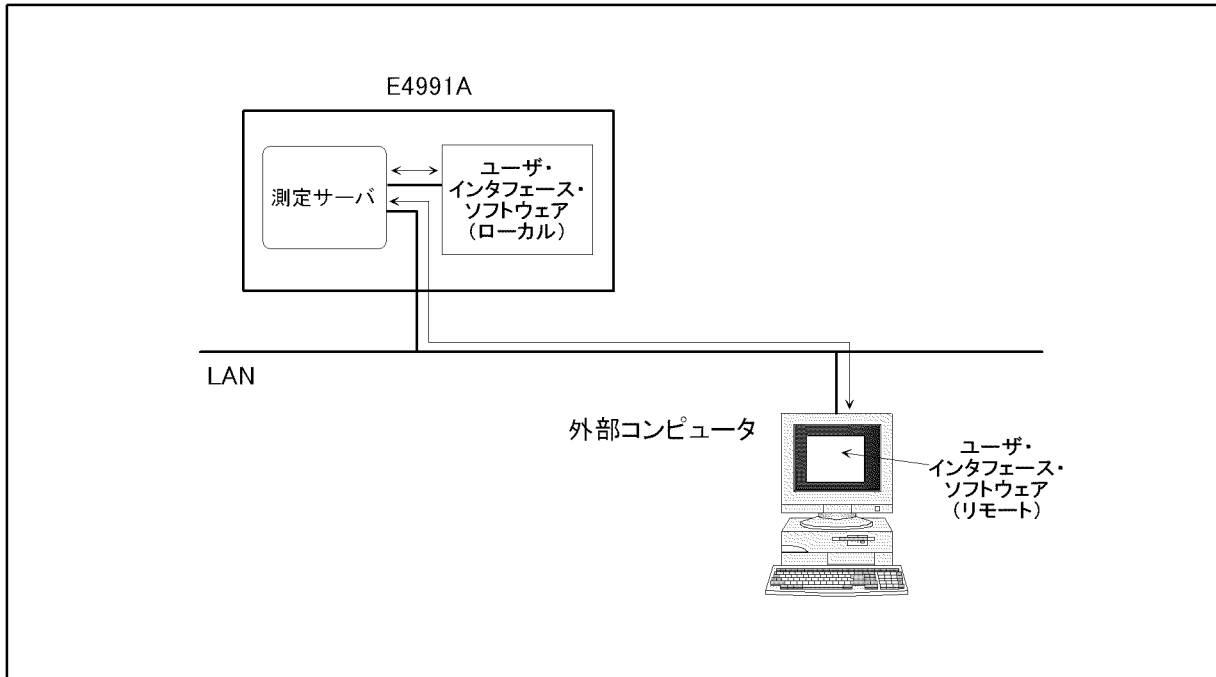 E4991A
測定サーバ
ユーザ・
インタフェース・
ソフトウェア
(ローカル)
LAN
外部コンピュータ
ユーザ・
インタフェース・
ソフトウェア
(リモート)